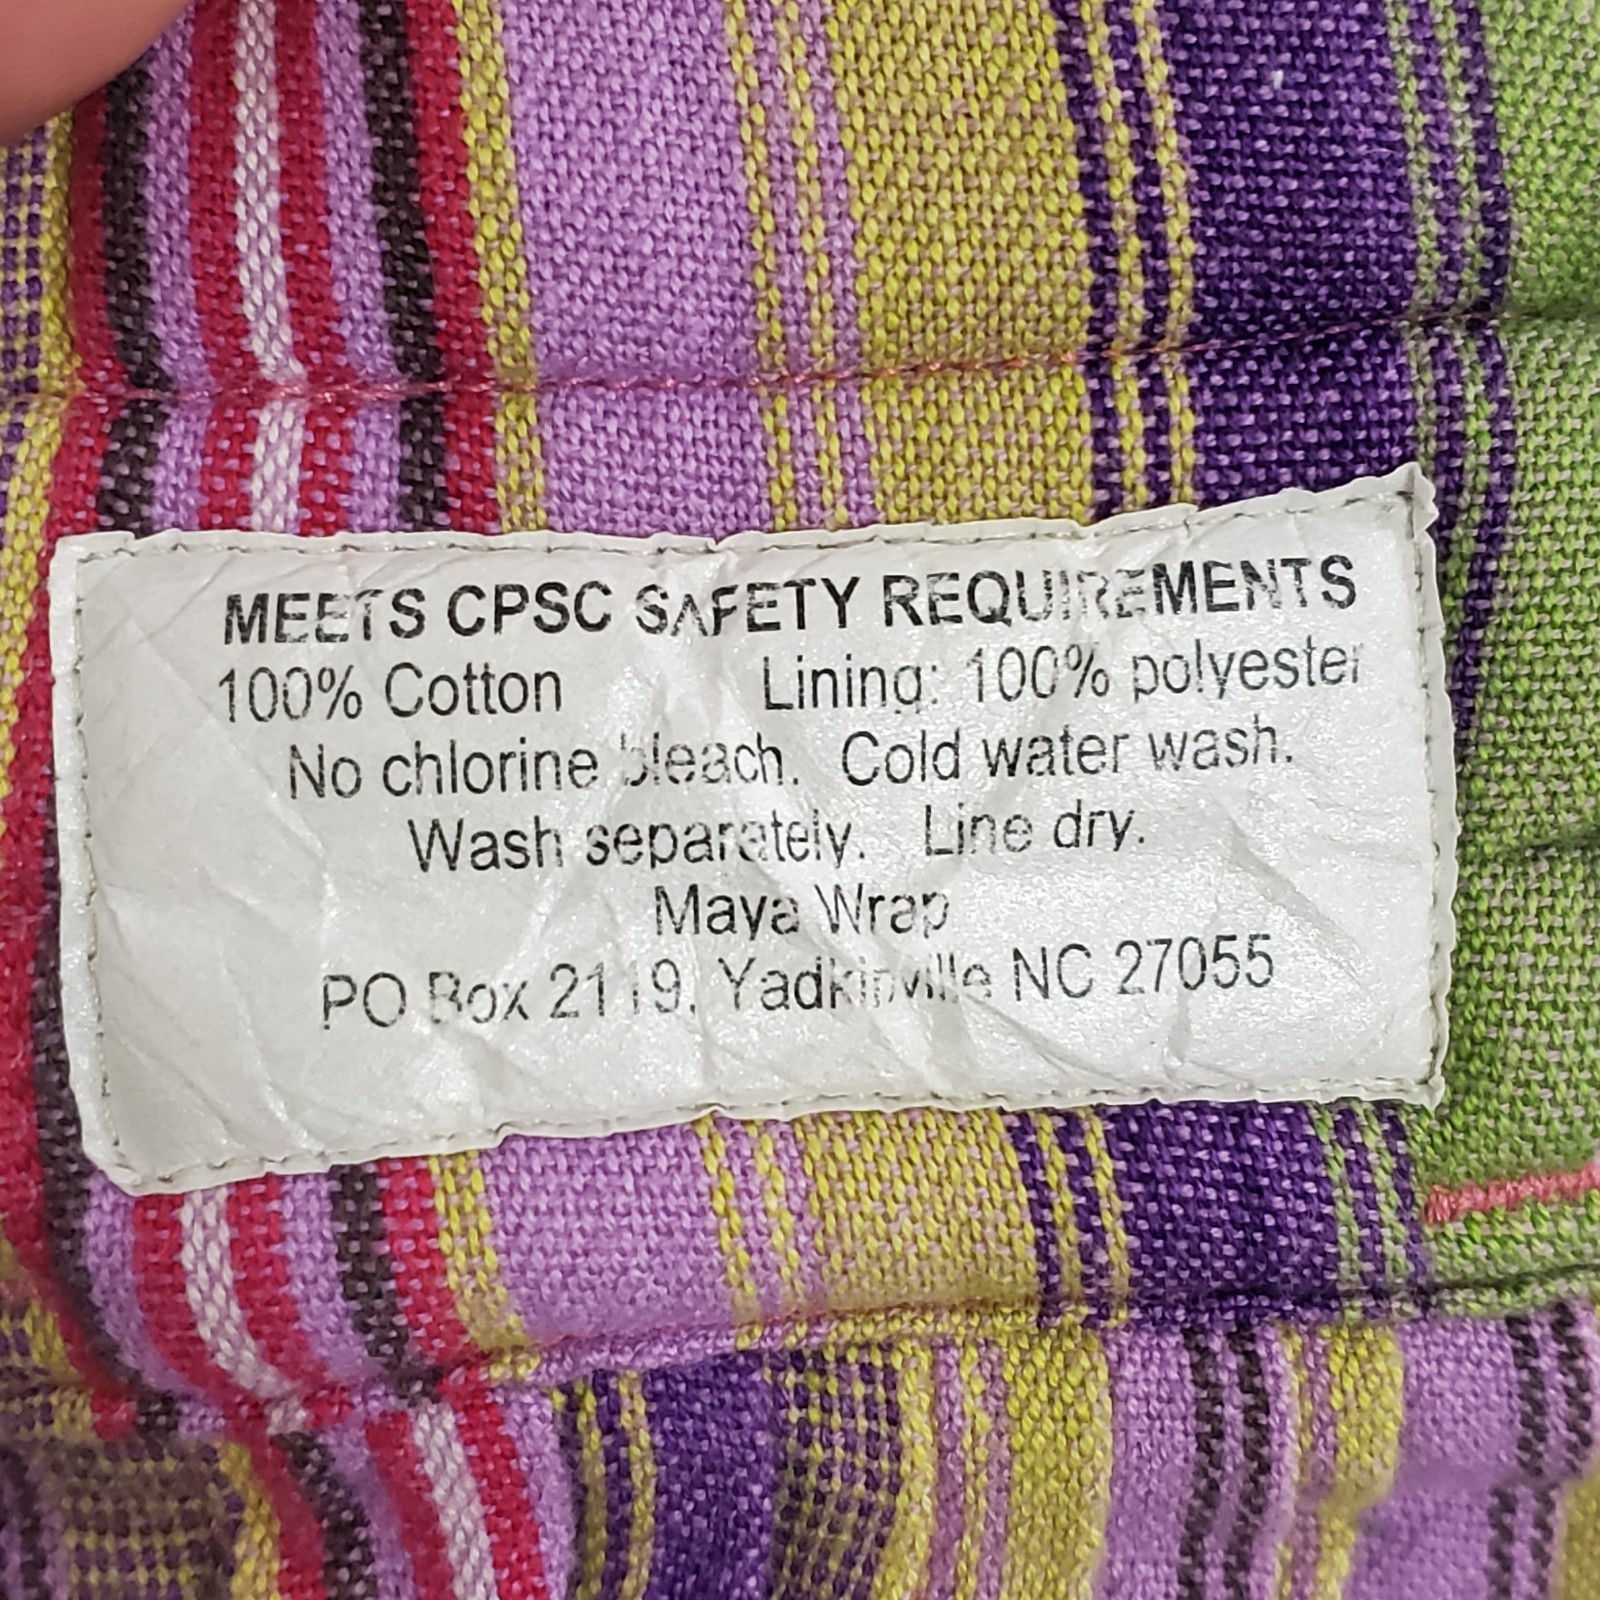 MEETS CPSC SAFETY REQUIREMENTS
100% Cotton Lining: 100% polyester
No chlorine bleach. Cold water wash.
Wash separately. Line dry.
Maya Wrap
PO Box 2119, Yadkinville NC 27055